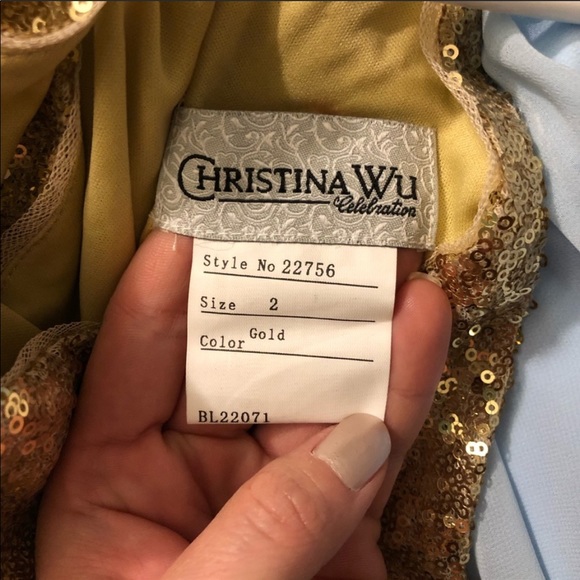 CHRISTINA WU
Celebration
Style No 22756
Size 2
Color Gold
BL22071